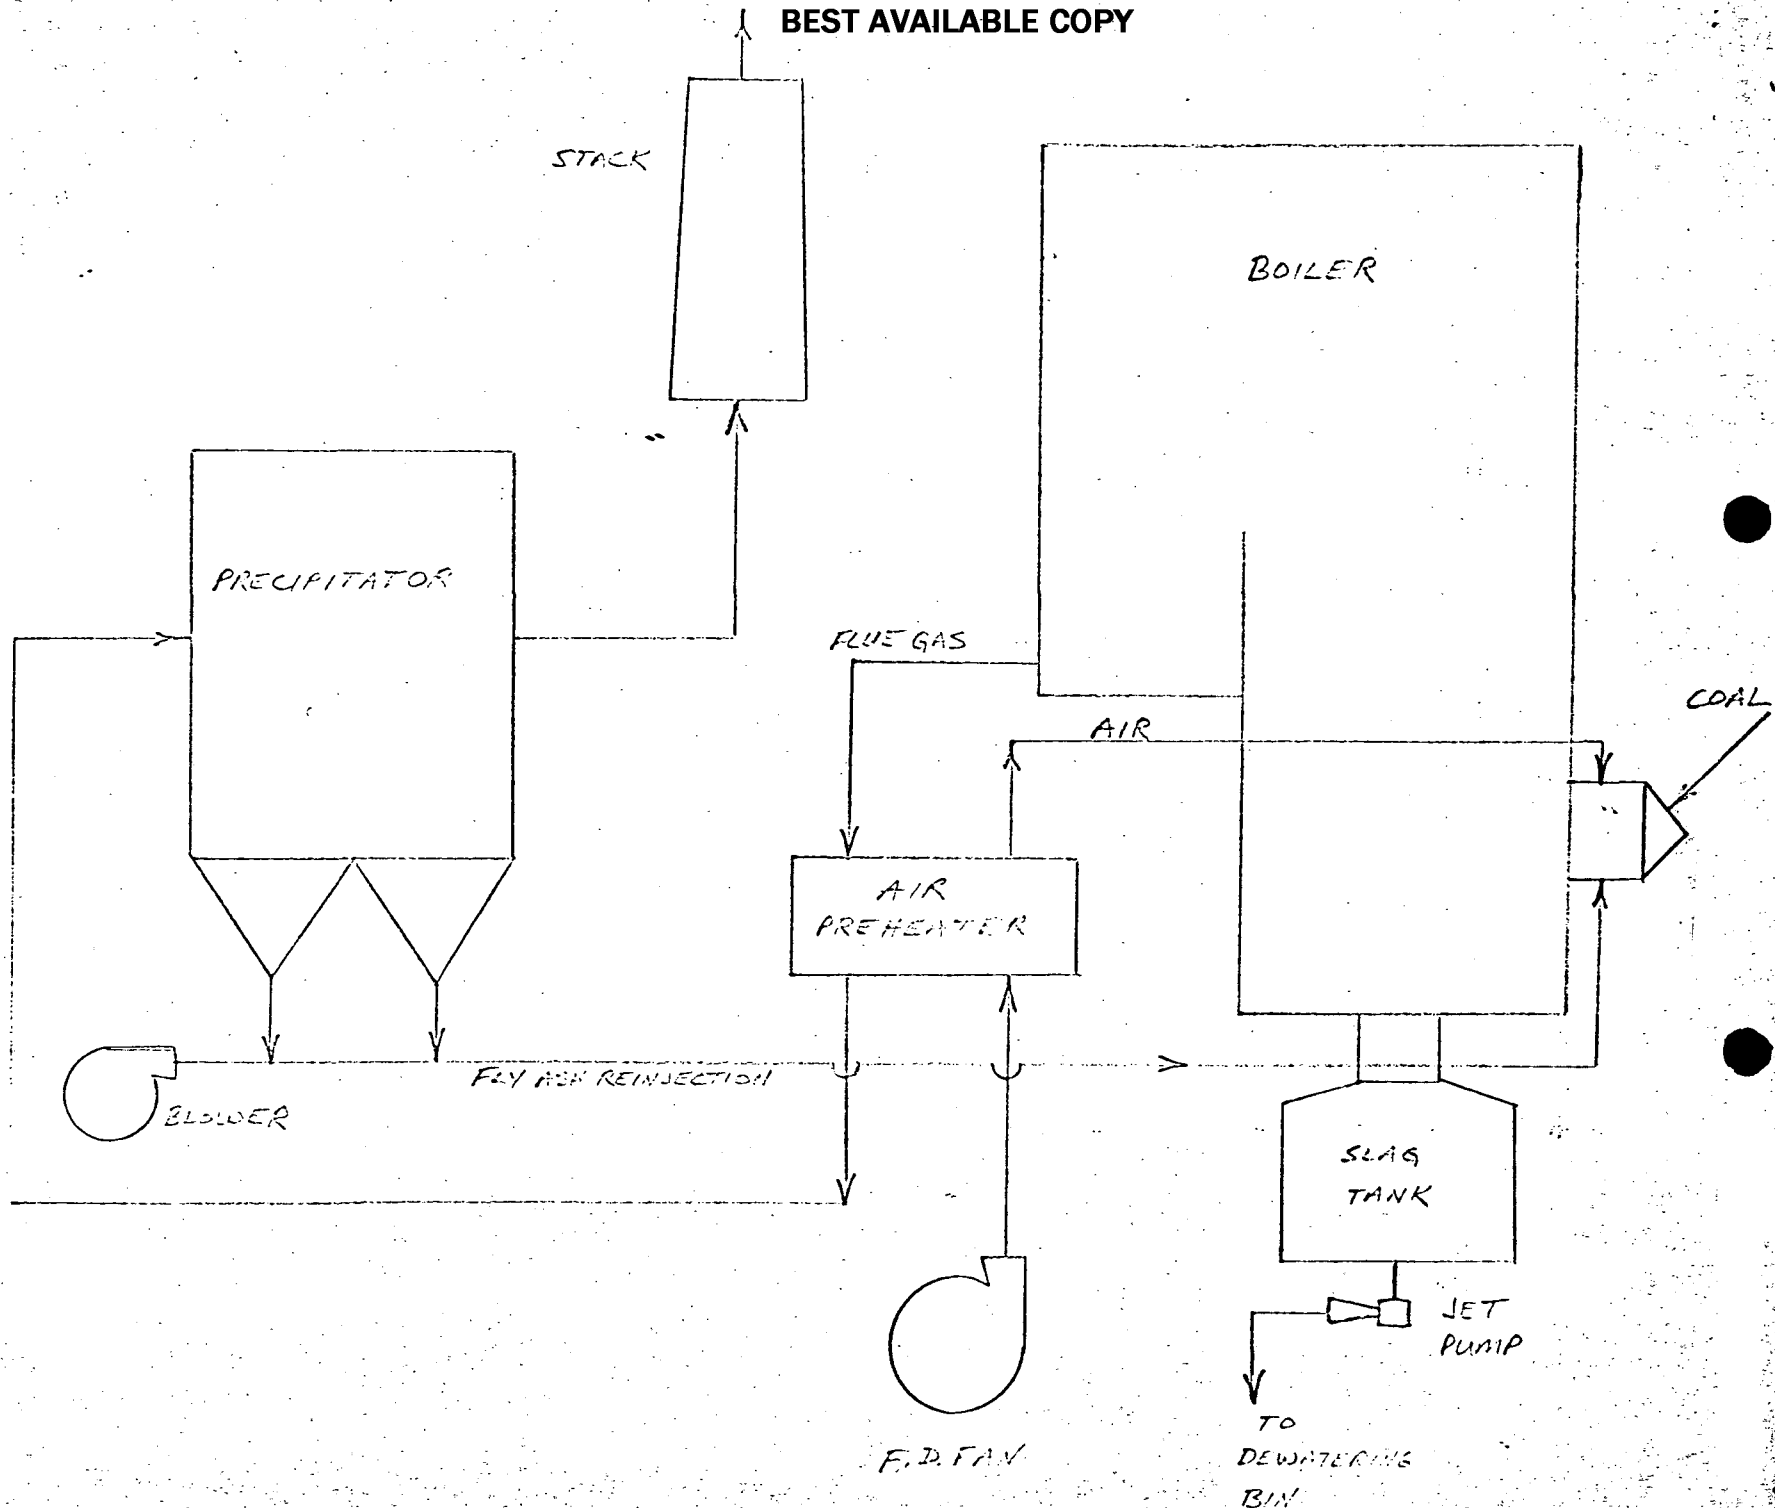 BEST AVAILABLE COPY
STACK
BOILER
PRECIPITATOR
FLUE GAS
COAL
AIR
AIR
PREHEATER
FLY ASH REINJECTION
BLOWER
SLAG
TANK
JET
PUMP
TO
DEWATERING
BIN
F.D. FAN